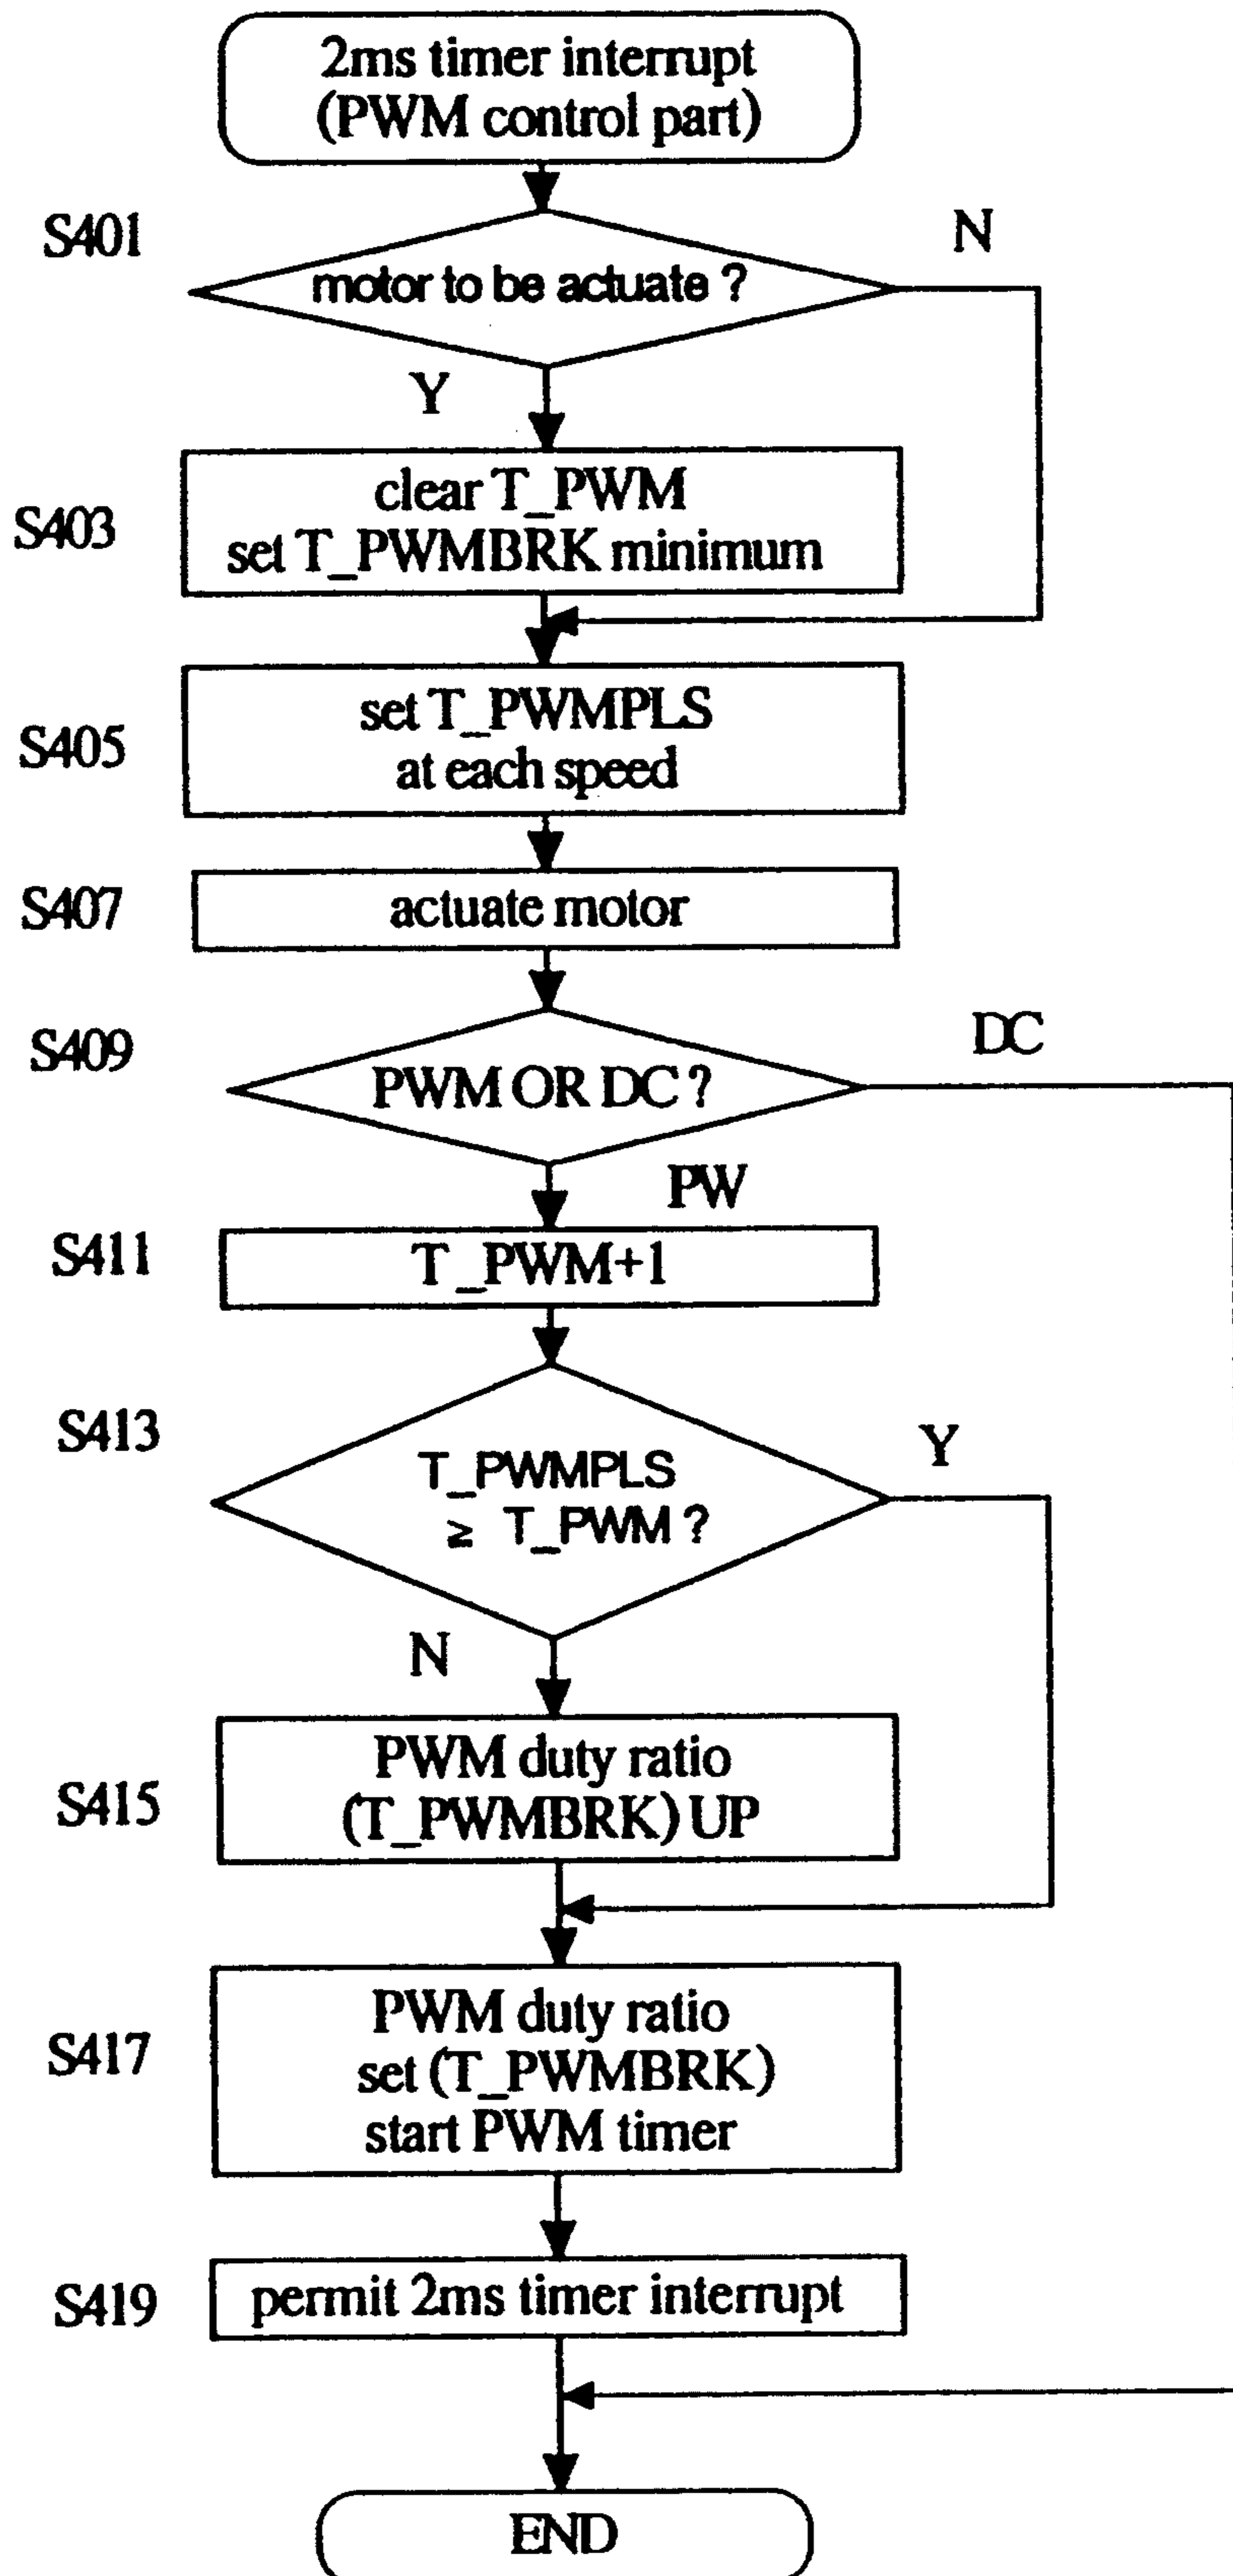 2ms timer interrupt
(PWM control part)
S401
N
motor to be actuate ?
Y
S403
clear T_PWM
set T_PWMBRK minimum
S405
set T_PWMPLS
at each speed
S407
actuate motor
S409
DC
PWM OR DC ?
PW
S411
T_PWM+1
S413
Y
T_PWMPLS
≥ T_PWM ?
N
S415
PWM duty ratio
(T_PWMBRK) UP
S417
PWM duty ratio
set (T_PWMBRK)
start PWM timer
S419
permit 2ms timer interrupt
END